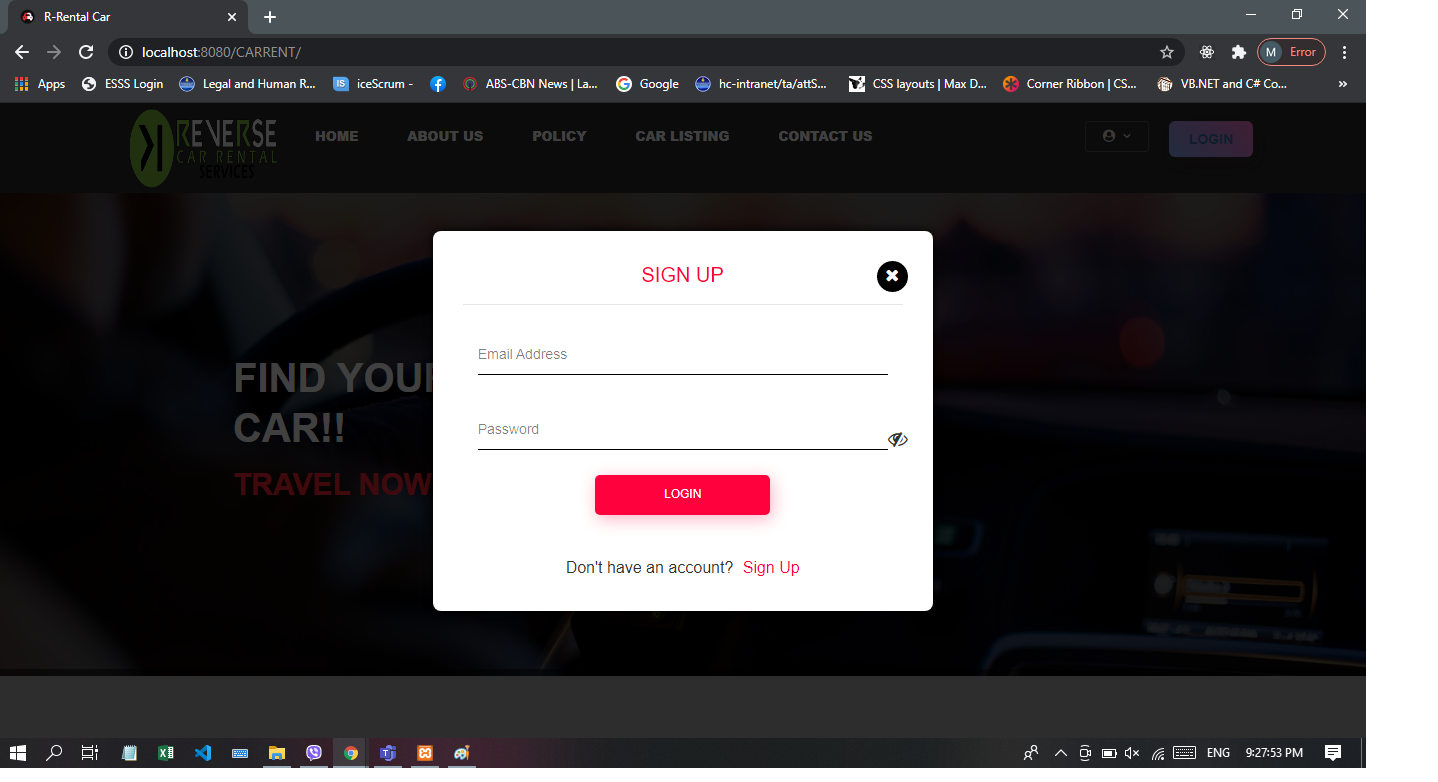 R-Rental Car
localhost:8080/CARRENT/
M Error
Apps ESSS Login Legal and Human R... IS iceScrum - ABS-CBN News | La... Google hc-intranet/ta/attS... CSS layouts | Max D... Corner Ribbon | CS... VB.NET and C# Co... »
REVERSE
CAR RENTAL
SERVICES
HOME ABOUT US POLICY CAR LISTING CONTACT US LOGIN
SIGN UP
Email Address
Password
LOGIN
Don't have an account? Sign Up
FIND YOUR
CAR!!
TRAVEL NOW
ENG 9:27:53 PM